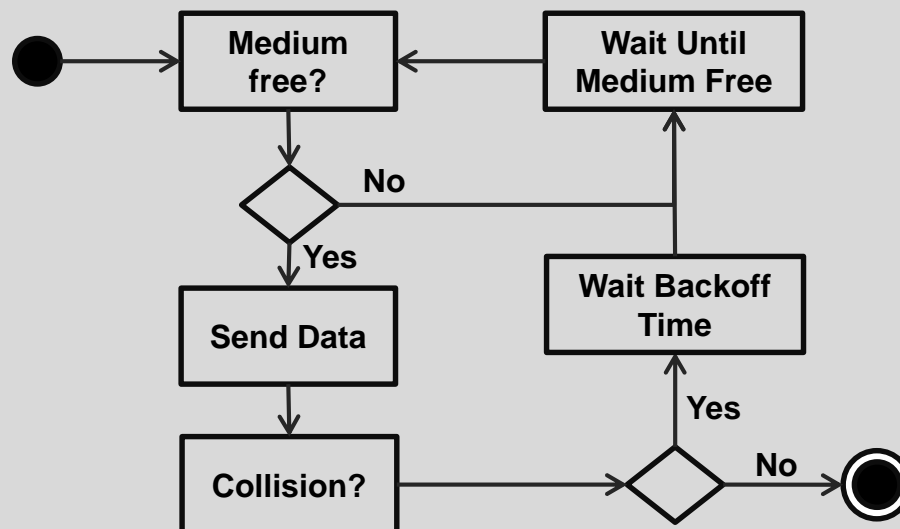 Medium
free?
Wait Until
Medium Free
No
Yes
Wait Backoff
Time
Send Data
Yes
Collision?
No